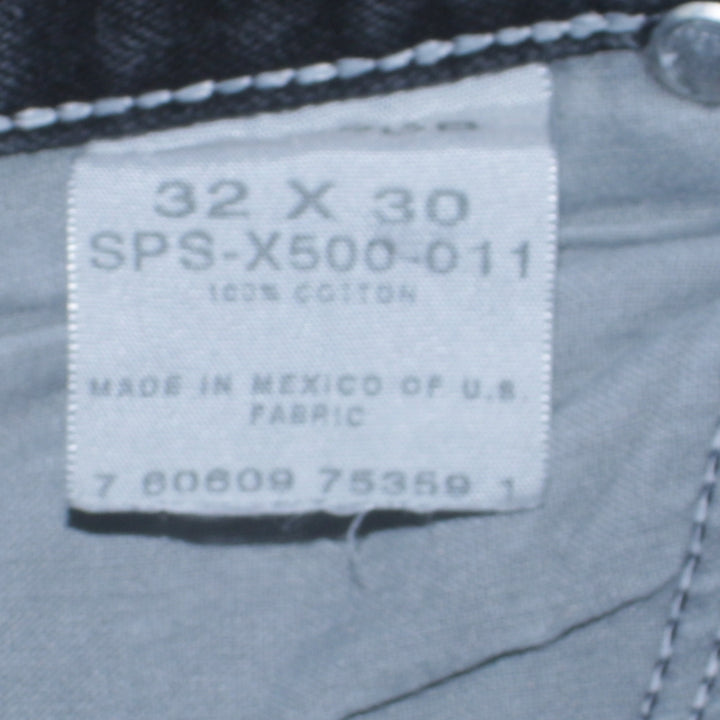 32 X 30
SPS-X500-011
100% COTTON
MADE IN MEXICO OF U.S.
FABRIC
7 60609 75359 1